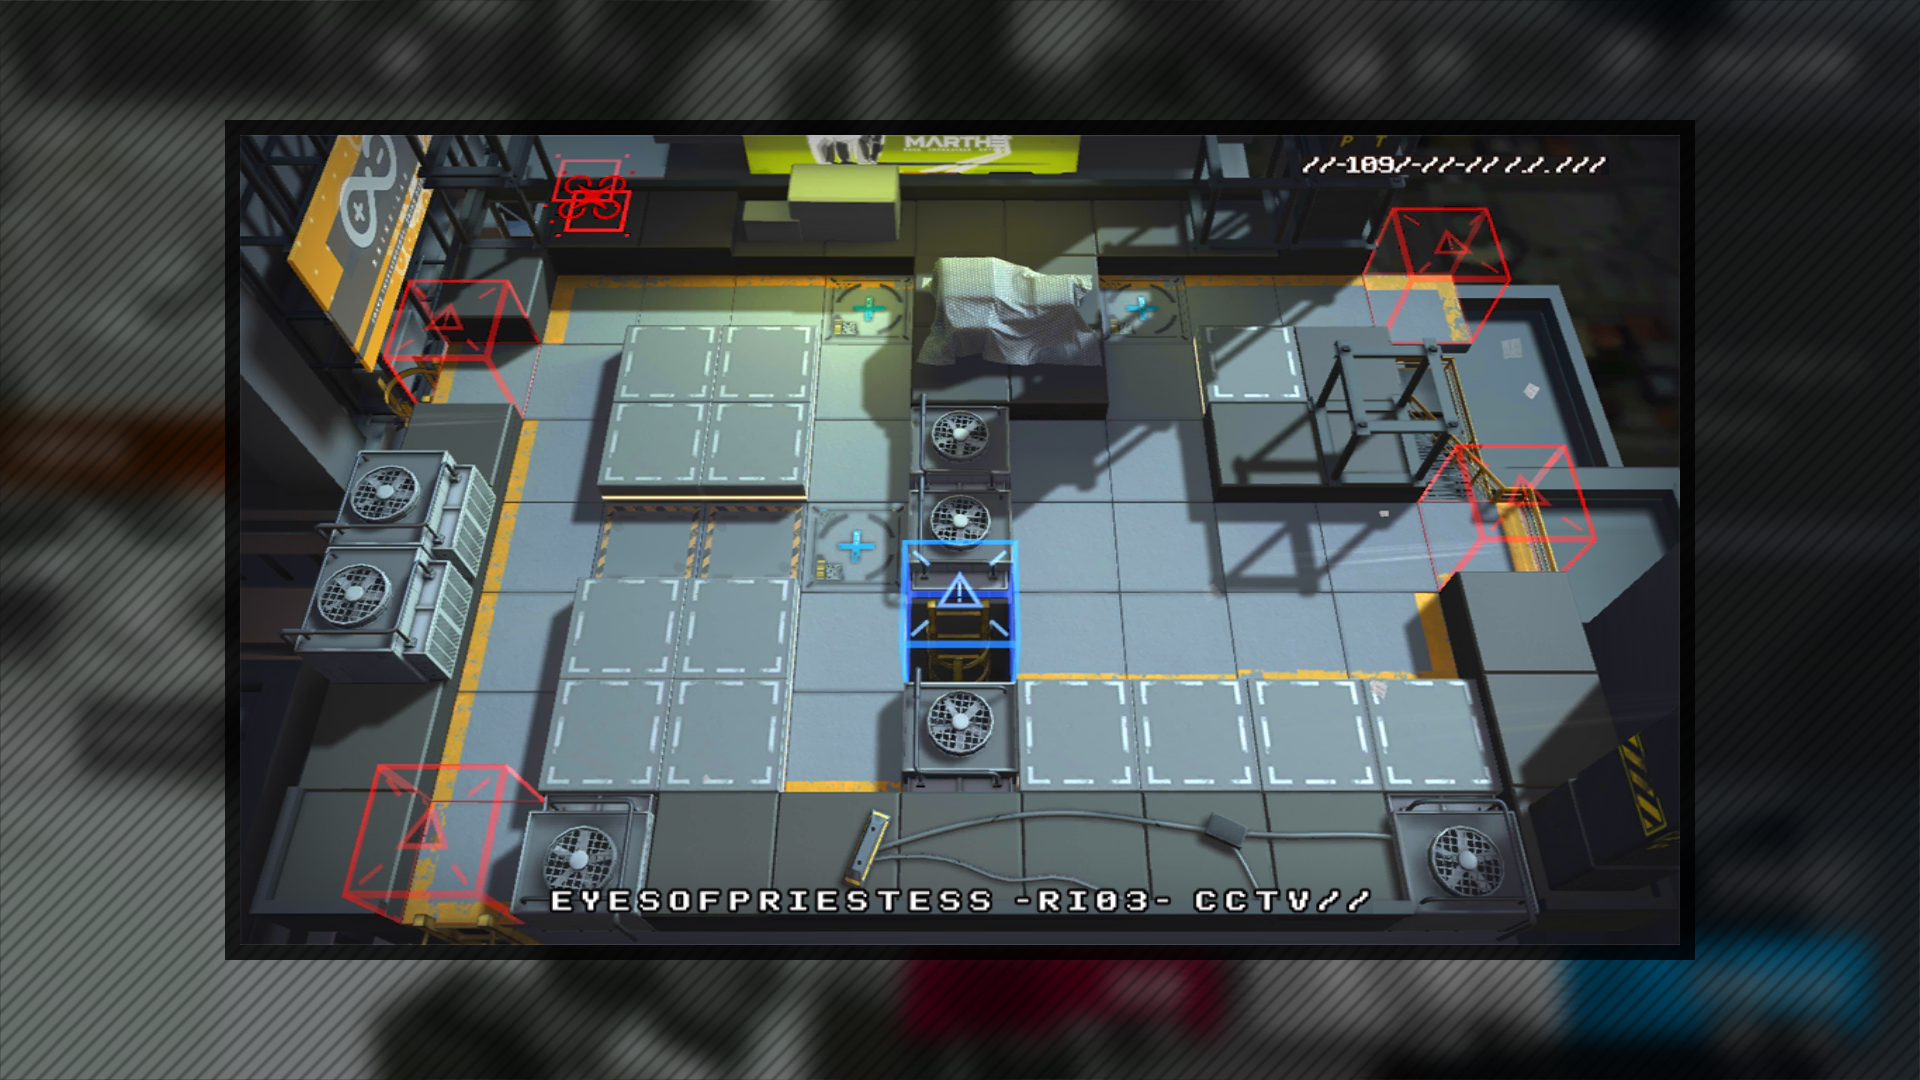 MARTHE
P T
//-109/-//-// /././//
EYESOFPRIESTESS -RI03- CCTV//